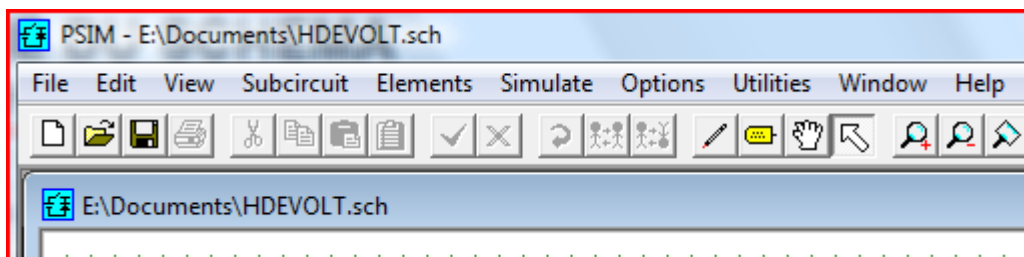 PSIM - E:\Documents\HDEVOLT.sch
File Edit View Subcircuit Elements Simulate Options Utilities Window Help
E:\Documents\HDEVOLT.sch